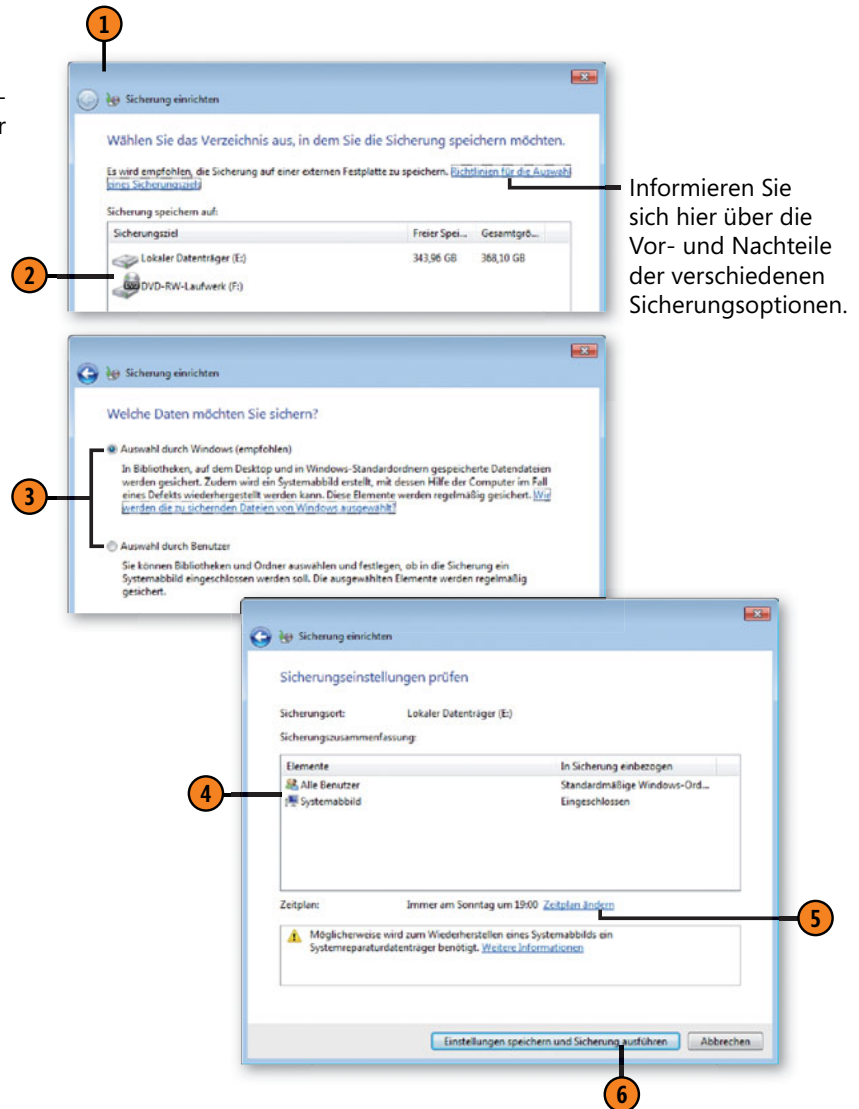 1
–
r
Sicherung einrichten
Wählen Sie das Verzeichnis aus, in dem Sie die Sicherung speichern möchten.
Es wird empfohlen, die Sicherung auf einer externen Festplatte zu speichern. Richtlinien für die Auswahl
eines Sicherungsziels
Sicherung speichern auf:
Sicherungsziel Freier Spei... Gesamtgrö...
Lokaler Datenträger (E:) 343,96 GB 368,10 GB
DVD-RW-Laufwerk (F:)
2
Informieren Sie
sich hier über die
Vor- und Nachteile
der verschiedenen
Sicherungsoptionen.
Sicherung einrichten
Welche Daten möchten Sie sichern?
Auswahl durch Windows (empfohlen)
In Bibliotheken, auf dem Desktop und in Windows-Standardordnern gespeicherte Datendateien
werden gesichert. Zudem wird ein Systemabbild erstellt, mit dessen Hilfe der Computer im Fall
eines Defekts wiederhergestellt werden kann. Diese Elemente werden regelmäßig gesichert. Wie
werden die zu sichernden Dateien von Windows ausgewählt?
3
Auswahl durch Benutzer
Sie können Bibliotheken und Ordner auswählen und festlegen, ob in die Sicherung ein
Systemabbild eingeschlossen werden soll. Die ausgewählten Elemente werden regelmäßig
gesichert.
Sicherung einrichten
Sicherungseinstellungen prüfen
Sicherungsort: Lokaler Datenträger (E:)
Sicherungszusammenfassung:
Elemente In Sicherung einbezogen
Alle Benutzer Standardmäßige Windows-Ord...
Systemabbild Eingeschlossen
4
Zeitplan: Immer am Sonntag um 19:00 Zeitplan ändern
5
Möglicherweise wird zum Wiederherstellen eines Systemabbilds ein
Systemreparaturdatenträger benötigt. Weitere Informationen
Einstellungen speichern und Sicherung ausführen Abbrechen
6